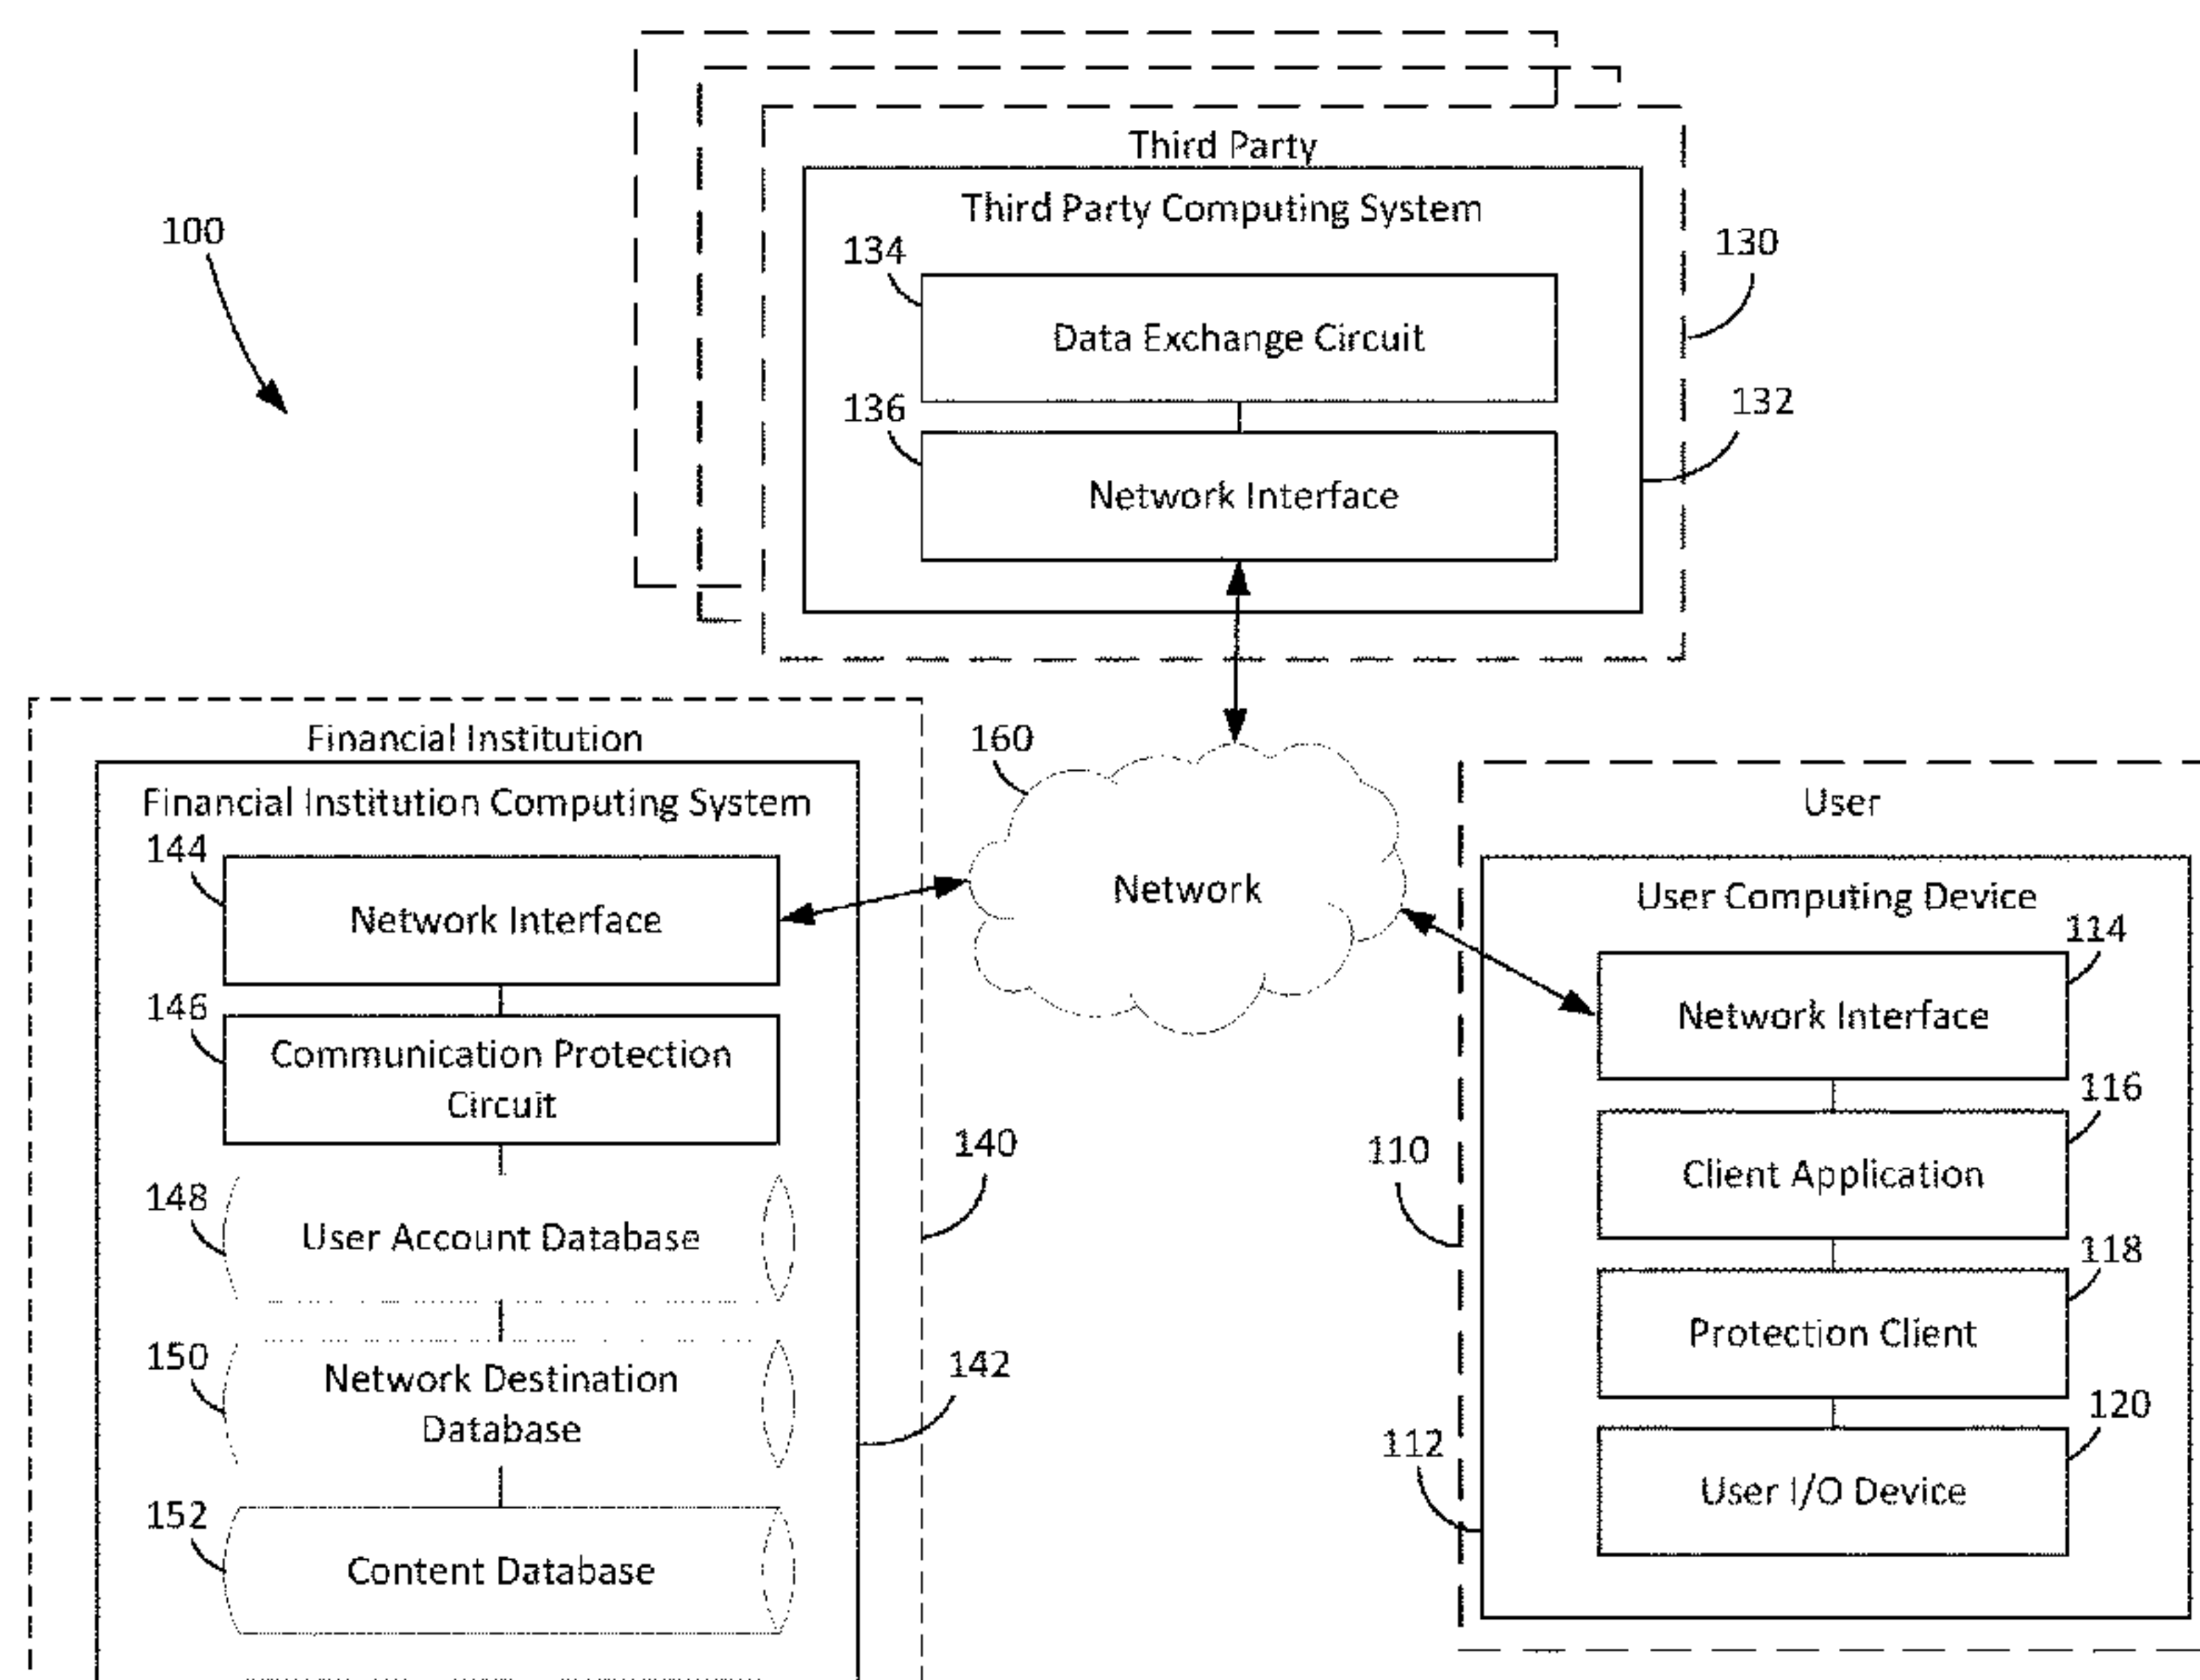 100
Third Party
Third Party Computing System
134
Data Exchange Circuit
130
136
Network Interface
132
Financial Institution
Financial Institution Computing System
144
Network Interface
146
Communication Protection
Circuit
148
User Account Database
150
Network Destination
Database
152
Content Database
140
142
160
Network
User
User Computing Device
114
Network Interface
116
Client Application
118
Protection Client
120
User I/O Device
110
112